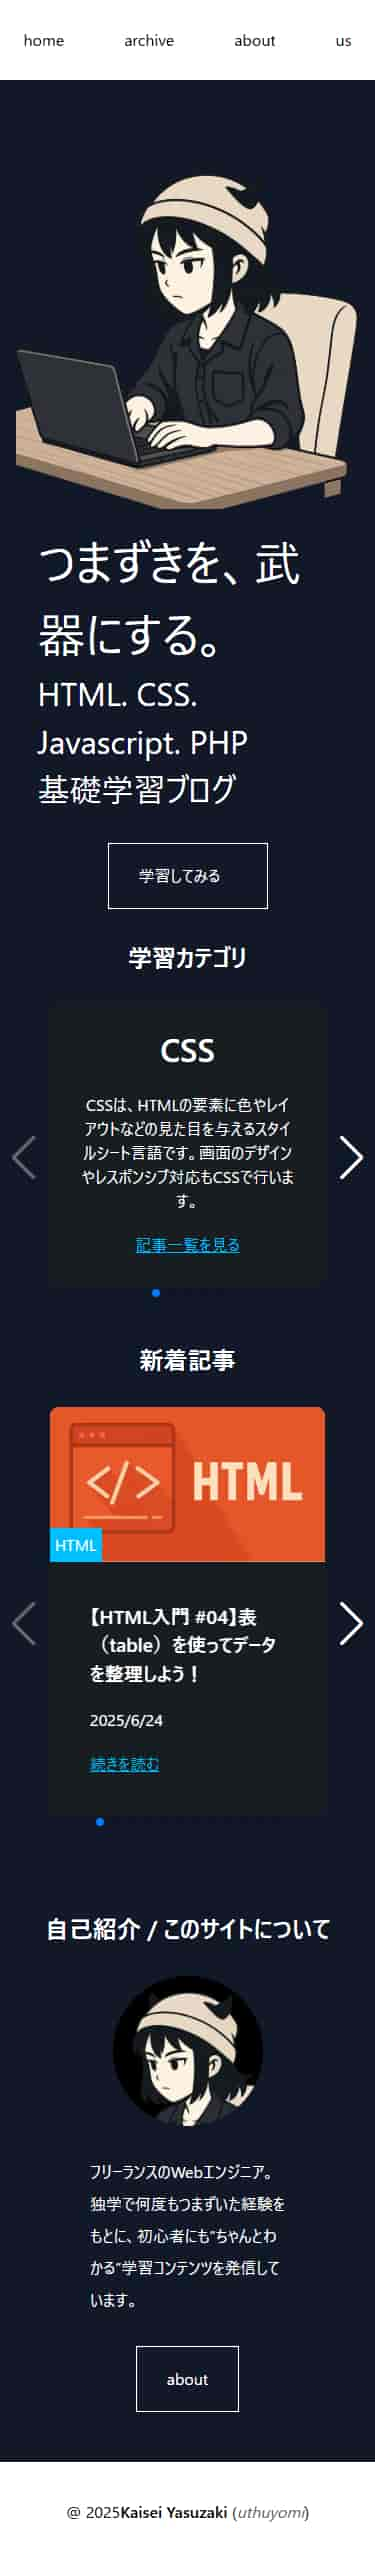 home archive about us
つまずきを、武
器にする。
HTML. CSS.
Javascript. PHP
基礎学習ブログ
学習してみる
学習カテゴリ
CSS
CSSは、HTMLの要素に色やレイ
アウトなどの見た目を与えるスタイ
ルシート言語です。画面のデザイン
やレスポンシブ対応もCSSで行いま
す。
記事一覧を見る
新着記事
</> HTML
HTML
【HTML入門 #04】表
（table）を使ってデータ
を整理しよう！
2025/6/24
続きを読む
自己紹介 / このサイトについて
フリーランスのWebエンジニア。
独学で何度もつまずいた経験を
もとに、初心者にも"ちゃんとわ
かる"学習コンテンツを発信して
います。
about
@ 2025Kaisei Yasuzaki (uthuyomi)